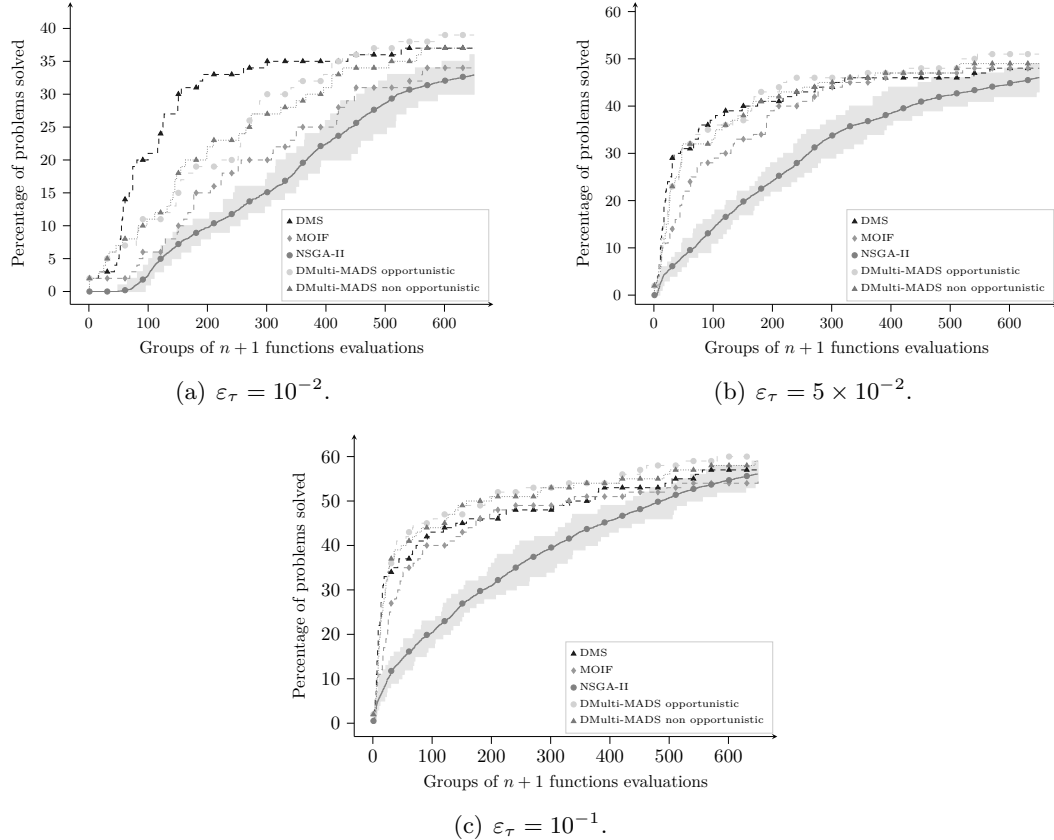 40
35
30
25
20
15
10
5
0
Percentage of problems solved
0 100 200 300 400 500 600
Groups of n + 1 functions evaluations
DMS
MOIF
NSGA-II
DMulti-MADS opportunistic
DMulti-MADS non opportunistic
(a) ε_τ = 10⁻².
60
50
40
30
20
10
0
Percentage of problems solved
0 100 200 300 400 500 600
Groups of n + 1 functions evaluations
DMS
MOIF
NSGA-II
DMulti-MADS opportunistic
DMulti-MADS non opportunistic
(b) ε_τ = 5 × 10⁻².
60
50
40
30
20
10
0
Percentage of problems solved
0 100 200 300 400 500 600
Groups of n + 1 functions evaluations
DMS
MOIF
NSGA-II
DMulti-MADS opportunistic
DMulti-MADS non opportunistic
(c) ε_τ = 10⁻¹.